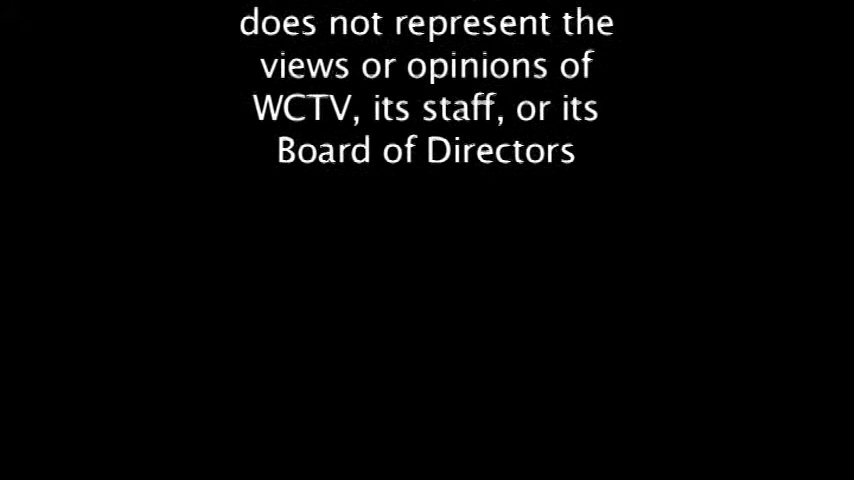 does not represent the
views or opinions of
WCTV, its staff, or its
Board of Directors